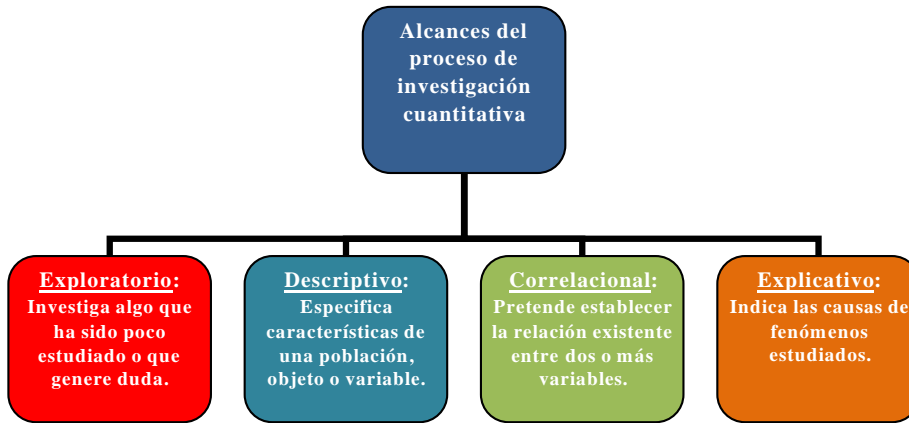 Alcances del
proceso de
investigación
cuantitativa
Exploratorio:
Investiga algo que
ha sido poco
estudiado o que
genere duda.
Descriptivo:
Especifica
características de
una población,
objeto o variable.
Correlacional:
Pretende establecer
la relación existente
entre dos o más
variables.
Explicativo:
Indica las causas de
fenómenos
estudiados.